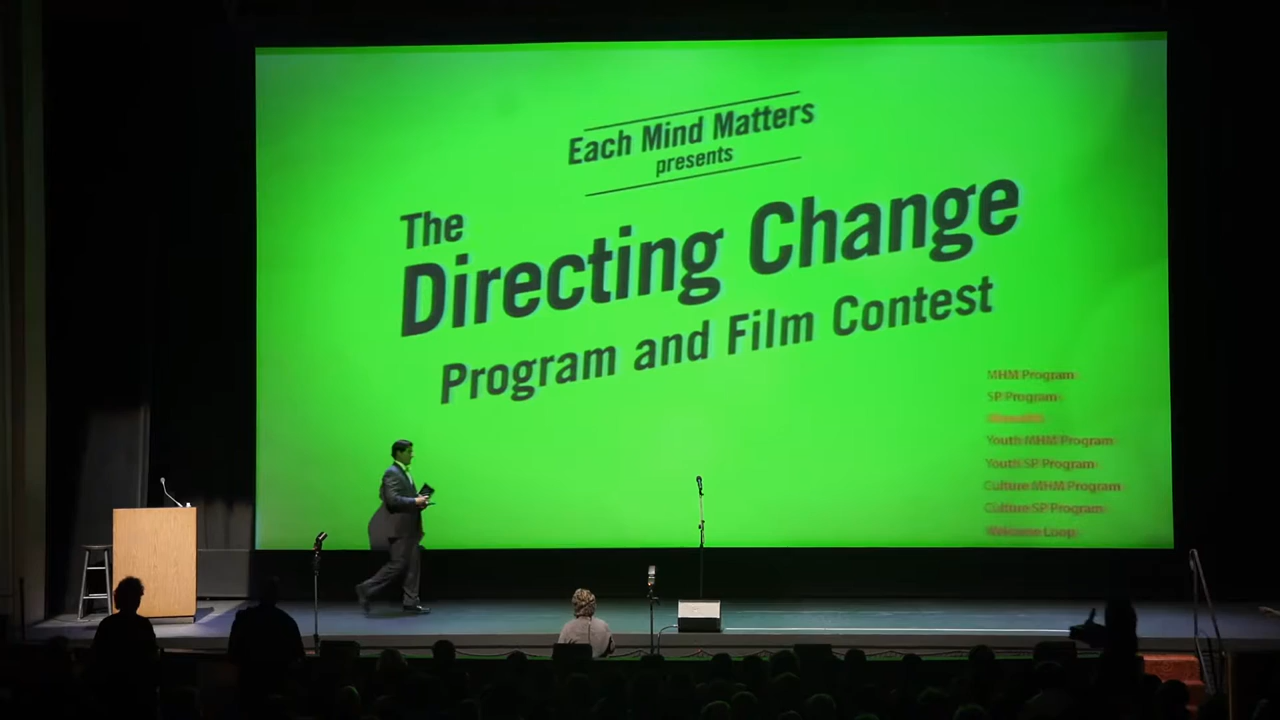 Each Mind Matters
presents
The
Directing Change
Program and Film Contest
MHM Program
SP Program
Youth MHM Program
Youth SP Program
Culture MHM Program
Culture SP Program
Welcome Loop